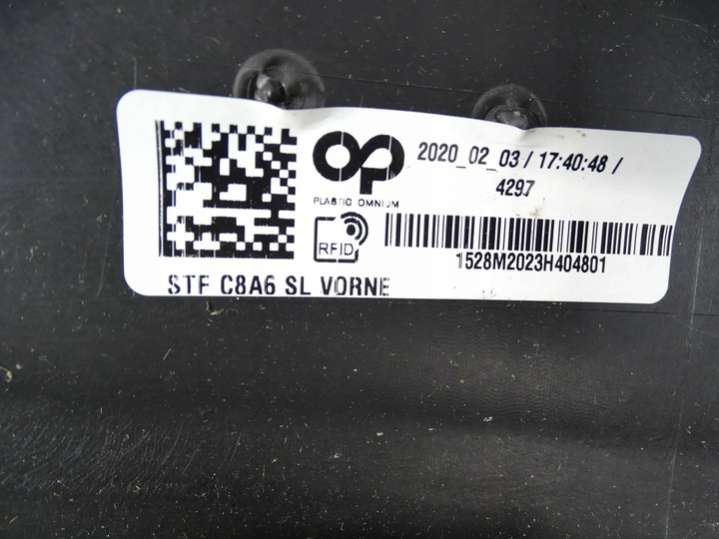 2020_02_03 / 17:40:48 /
4297
PLASTIC OMNIUM
RFID
1528M2023H404801
STF C8A6 SL VORNE